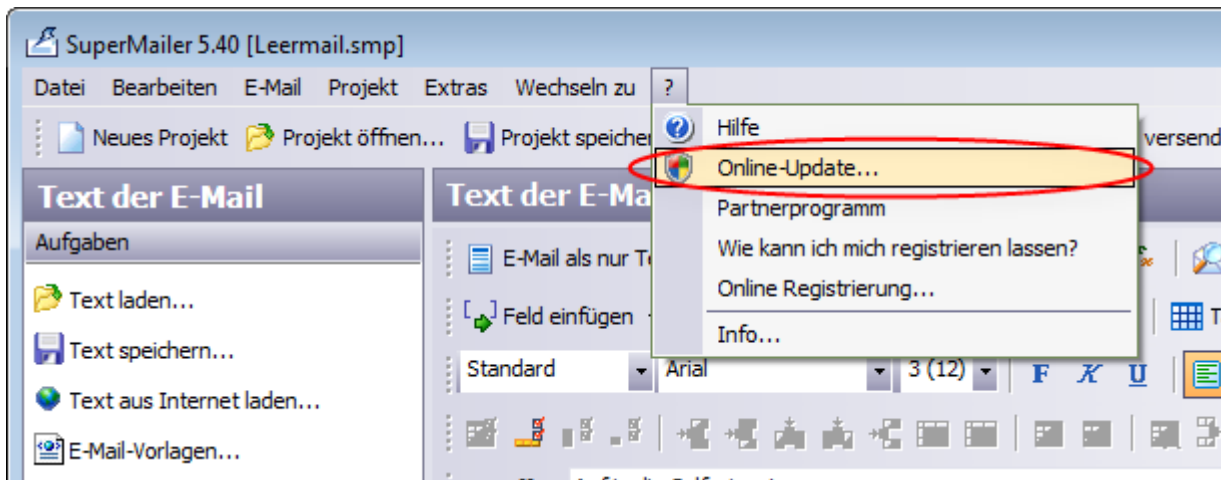 SuperMailer 5.40 [Leermail.smp]
Datei Bearbeiten E-Mail Projekt Extras Wechseln zu ?
Neues Projekt Projekt öffnen... Projekt speicher
Hilfe
Online-Update...
Partnerprogramm
Wie kann ich mich registrieren lassen?
Online Registrierung...
Info...
versend
Text der E-Mail
Aufgaben
Text laden...
Text speichern...
Text aus Internet laden...
E-Mail-Vorlagen...
Text der E-Ma
E-Mail als nur Te
Feld einfügen
T
Standard Arial 3 (12) F K U